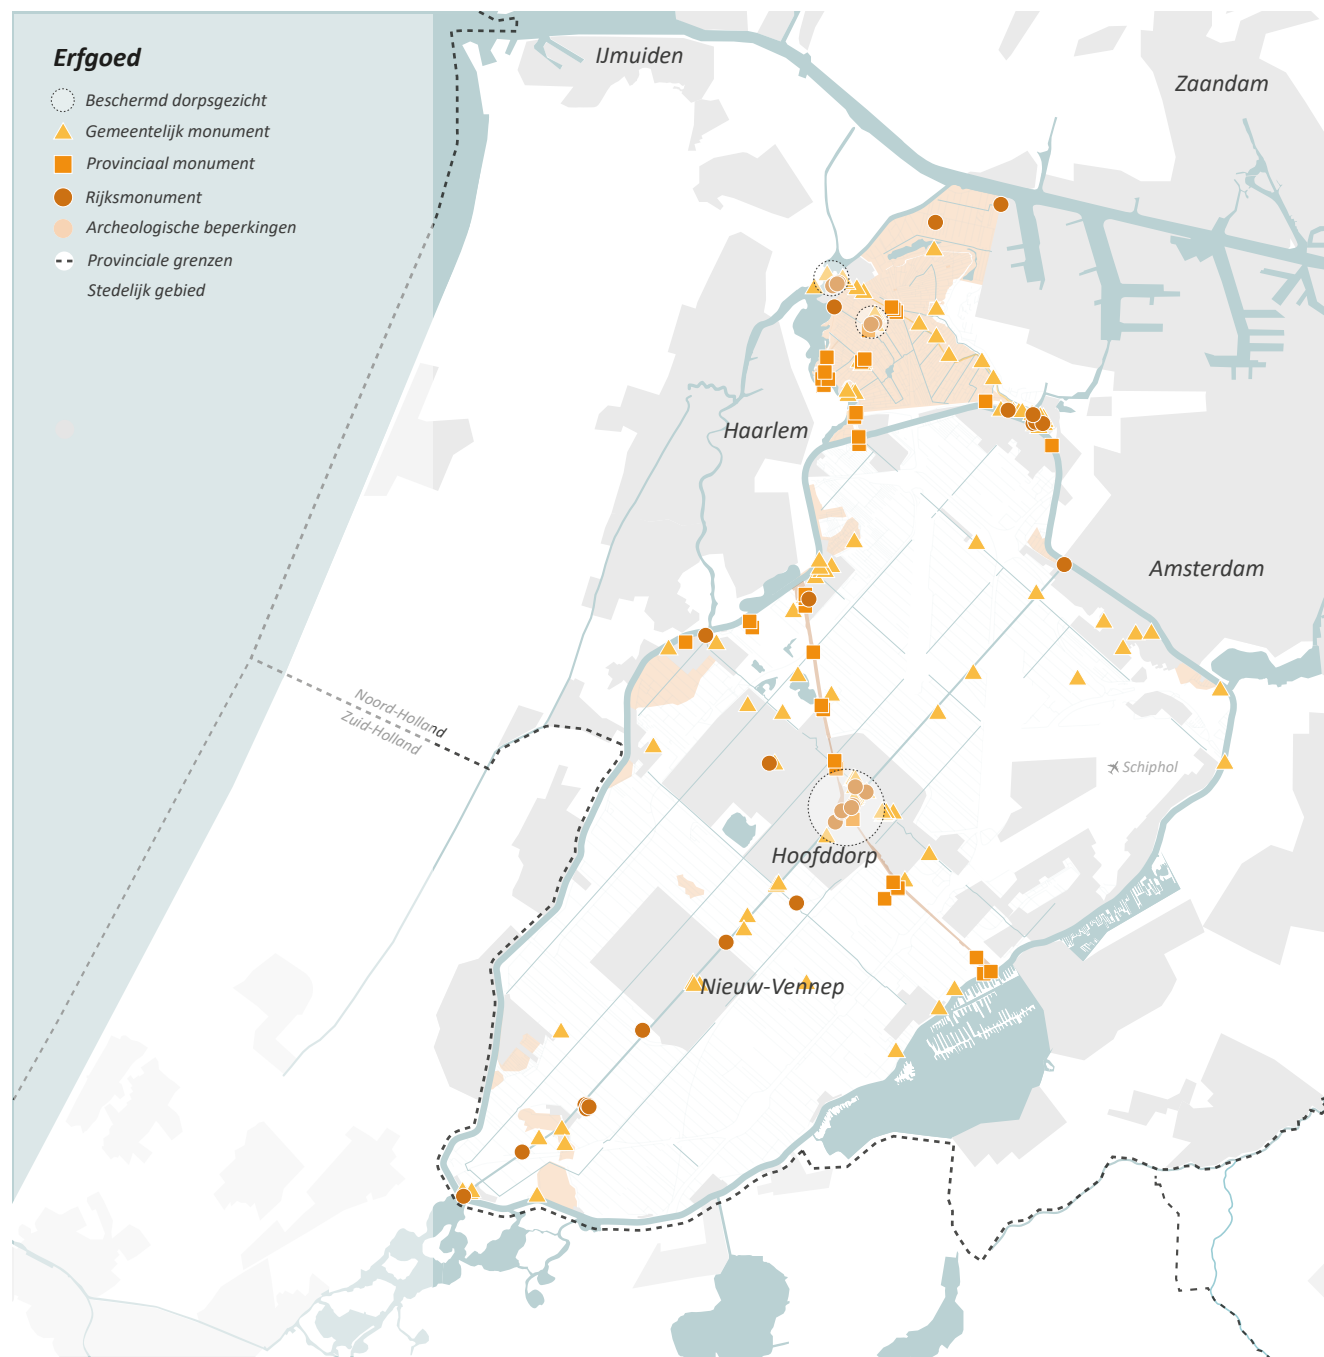 Erfgoed
Beschermd dorpsgezicht
Gemeentelijk monument
Provinciaal monument
Rijksmonument
Archeologische beperkingen
Provinciale grenzen
Stedelijk gebied
IJmuiden
Zaandam
Haarlem
Amsterdam
Noord-Holland
Zuid-Holland
Schiphol
Hoofddorp
Nieuw-Vennep